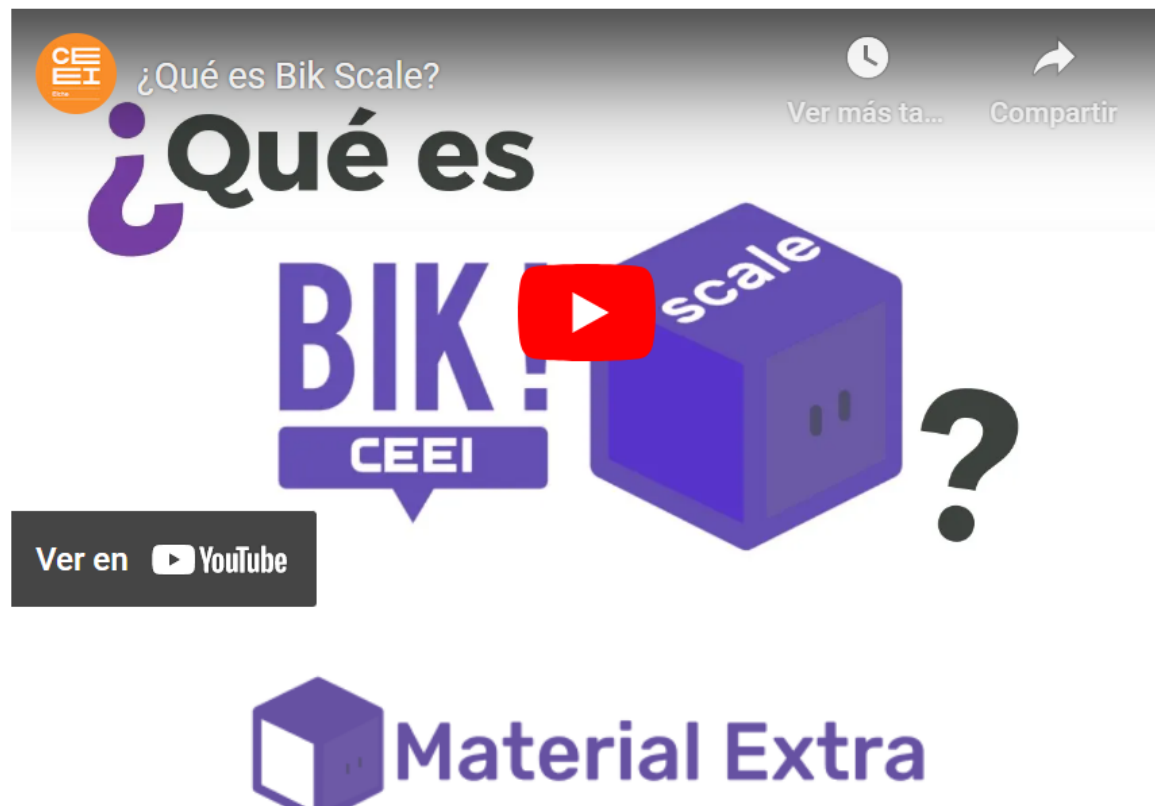 CE
EI
Elche
¿Qué es Bik Scale?
Ver más ta...
Compartir
¿Qué es
BIK!
CEEI
scale
?
Ver en YouTube
Material Extra